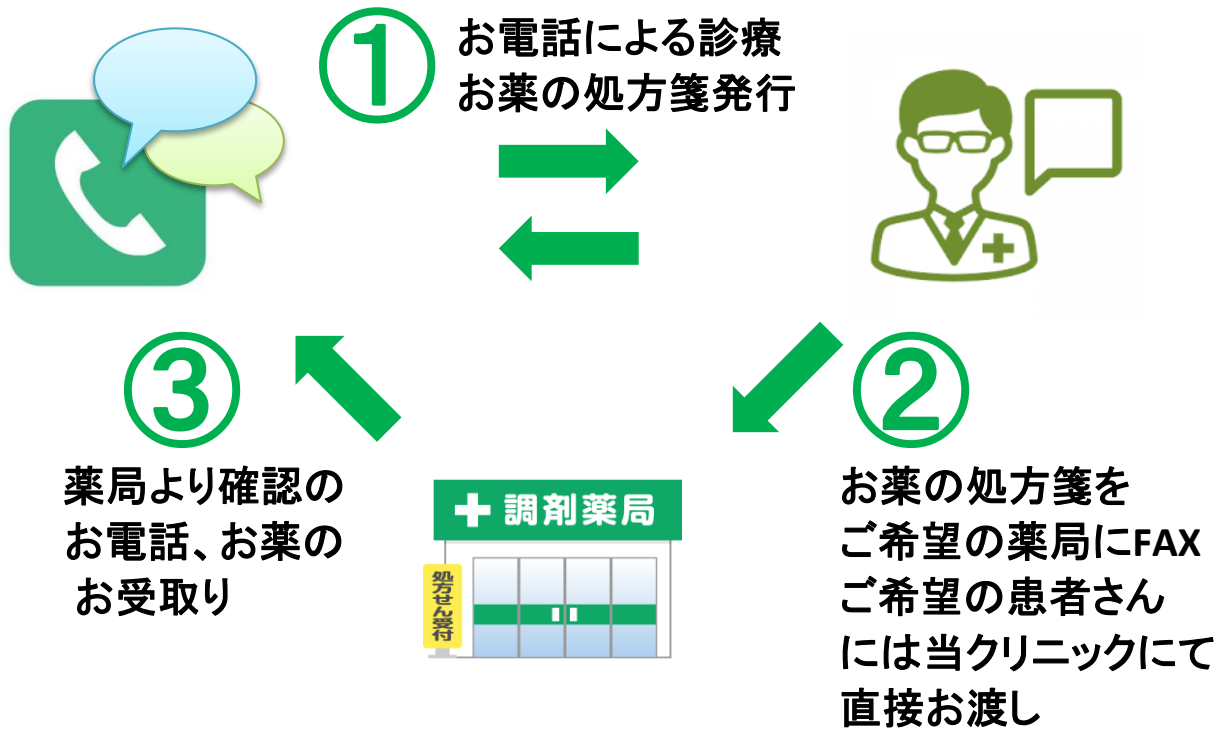 ①
お電話による診療
お薬の処方箋発行
②
お薬の処方箋を
ご希望の薬局にFAX
ご希望の患者さん
には当クリニックにて
直接お渡し
③
薬局より確認の
お電話、お薬の
お受取り
調剤薬局
処方せん受付